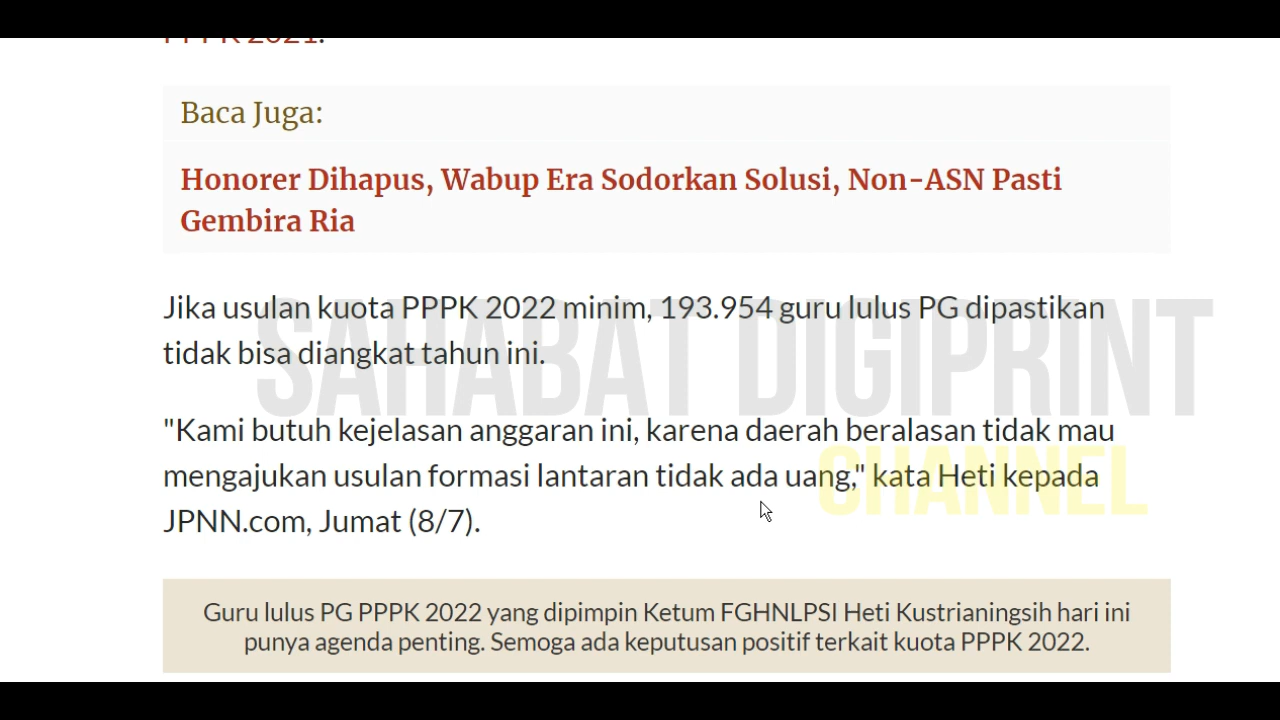 PPPK 2021.
Baca Juga:
Honorer Dihapus, Wabup Era Sodorkan Solusi, Non-ASN Pasti
Gembira Ria
Jika usulan kuota PPPK 2022 minim, 193.954 guru lulus PG dipastikan
tidak bisa diangkat tahun ini.
SAHABAT DIGIPRINT
"Kami butuh kejelasan anggaran ini, karena daerah beralasan tidak mau
mengajukan usulan formasi lantaran tidak ada uang," kata Heti kepada
CHANNEL
JPNN.com, Jumat (8/7).
Guru lulus PG PPPK 2022 yang dipimpin Ketum FGHNLPSI Heti Kustrianingsih hari ini
punya agenda penting. Semoga ada keputusan positif terkait kuota PPPK 2022.